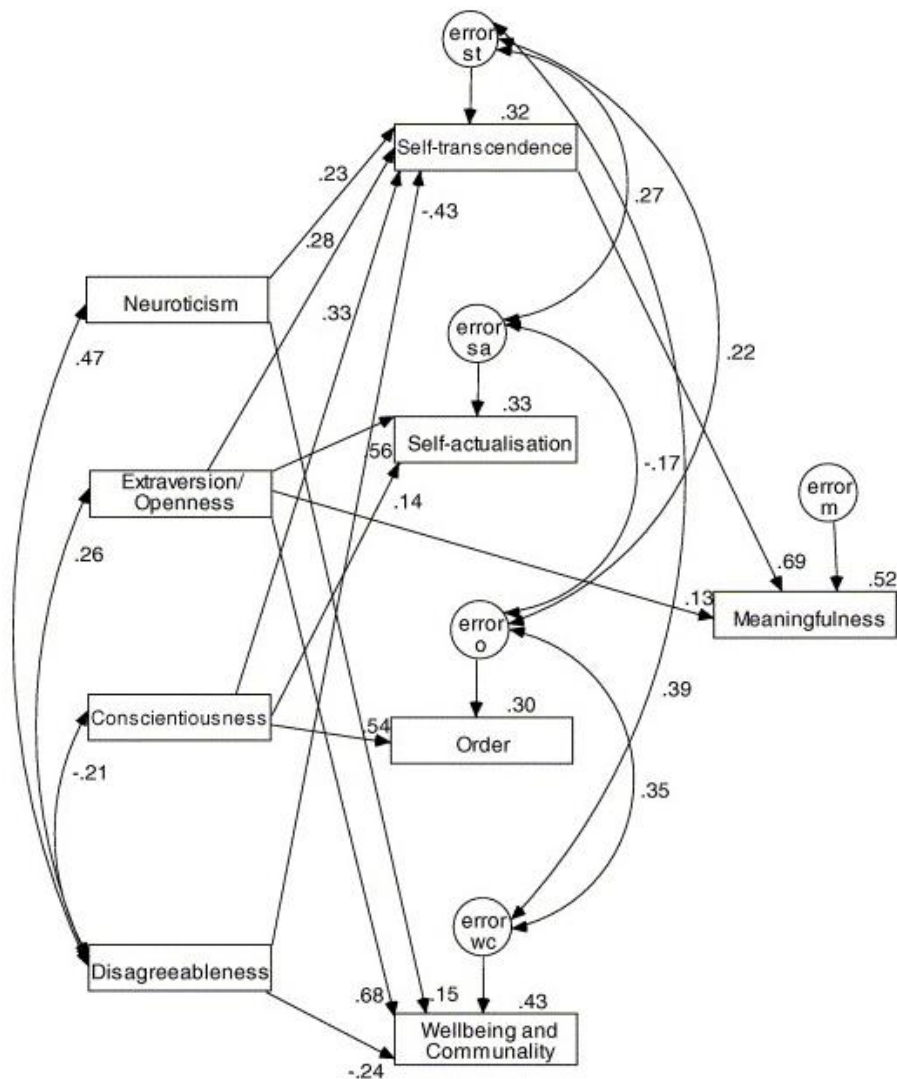 error
st
.32
Self-transcendence
.23
-.43
.27
.28
Neuroticism
.33
error
sa
.47
.22
.33
.56
Self-actualisation
-.17
Extraversion/
Openness
.14
error
m
.26
.69
.52
.13
Meaningfulness
error
o
.39
.30
Conscientiousness
.54
Order
-.21
.35
error
wc
Disagreeableness
.68
.15
.43
Wellbeing and
Communality
-.24